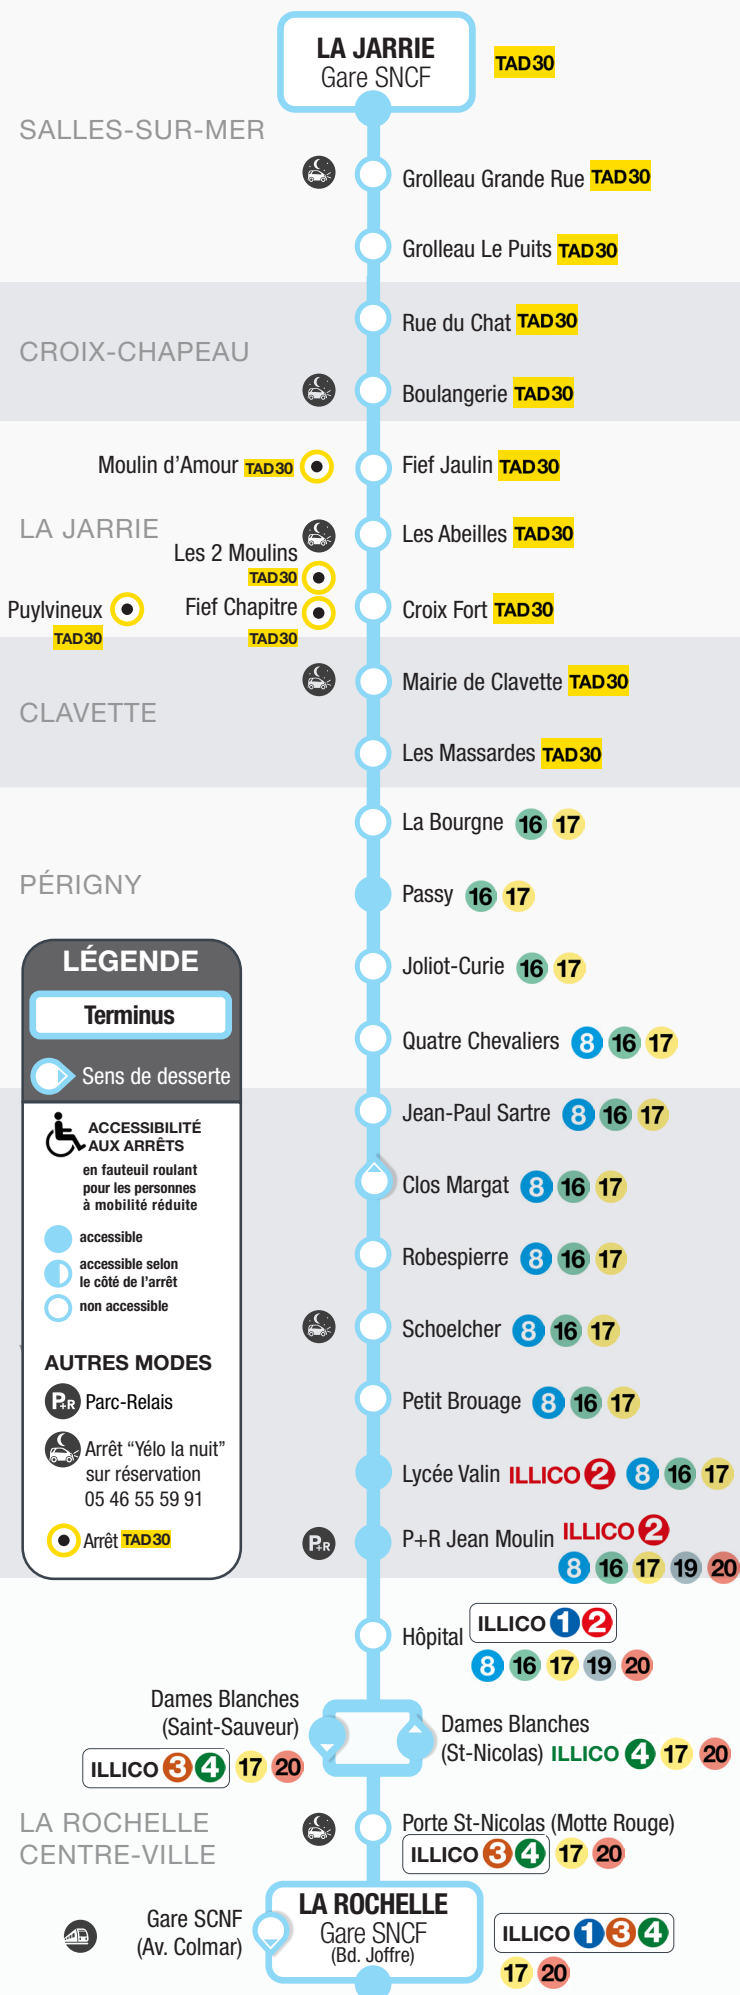 LA JARRIE
Gare SNCF
TAD30
SALLES-SUR-MER
Grolleau Grande Rue TAD30
Grolleau Le Puits TAD30
Rue du Chat TAD30
CROIX-CHAPEAU
Boulangerie TAD30
Moulin d'Amour TAD30
Fief Jaulin TAD30
LA JARRIE
Les Abeilles TAD30
Les 2 Moulins
TAD30
Puylvineux
TAD30
Fief Chapitre
TAD30
Croix Fort TAD30
Mairie de Clavette TAD30
CLAVETTE
Les Massardes TAD30
La Bourgne 16 17
PÉRIGNY
Passy 16 17
Joliot-Curie 16 17
Quatre Chevaliers 8 16 17
Jean-Paul Sartre 8 16 17
Clos Margat 8 16 17
Robespierre 8 16 17
Schoelcher 8 16 17
Petit Brouage 8 16 17
Lycée Valin ILLICO 2 8 16 17
P+R
P+R Jean Moulin ILLICO 2
8 16 17 19 20
LÉGENDE
Terminus
Sens de desserte
ACCESSIBILITÉ
AUX ARRÊTS
en fauteuil roulant
pour les personnes
à mobilité réduite
accessible
accessible selon
le côté de l'arrêt
non accessible
AUTRES MODES
P+R Parc-Relais
Arrêt “Yélo la nuit”
sur réservation
05 46 55 59 91
Arrêt TAD30
Hôpital ILLICO 1 2
8 16 17 19 20
Dames Blanches
(Saint-Sauveur)
ILLICO 3 4 17 20
Dames Blanches
(St-Nicolas) ILLICO 4 17 20
LA ROCHELLE
CENTRE-VILLE
Porte St-Nicolas (Motte Rouge)
ILLICO 3 4 17 20
Gare SCNF
(Av. Colmar)
LA ROCHELLE
Gare SNCF
(Bd. Joffre)
ILLICO 1 3 4
17 20